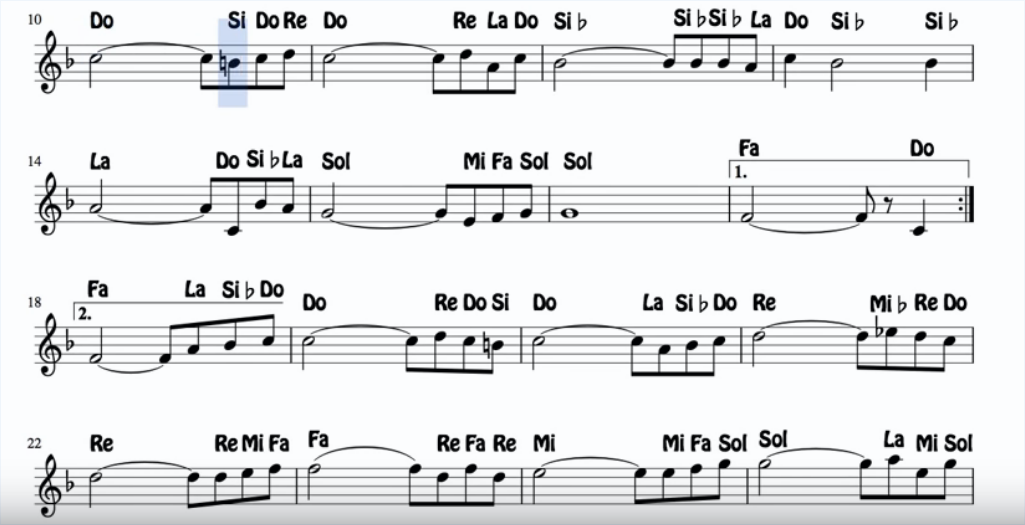 10 Do Si Do Re Do Re La Do Si ♭ Si ♭ Si ♭ La Do Si ♭ Si ♭
14 La Do Si ♭ La Sol Mi Fa Sol Sol Fa Do
1.
18 Fa La Si ♭ Do Do Re Do Si Do La Si ♭ Do Re Mi ♭ Re Do
2.
22 Re Re Mi Fa Fa Re Fa Re Mi Mi Fa Sol Sol La Mi Sol